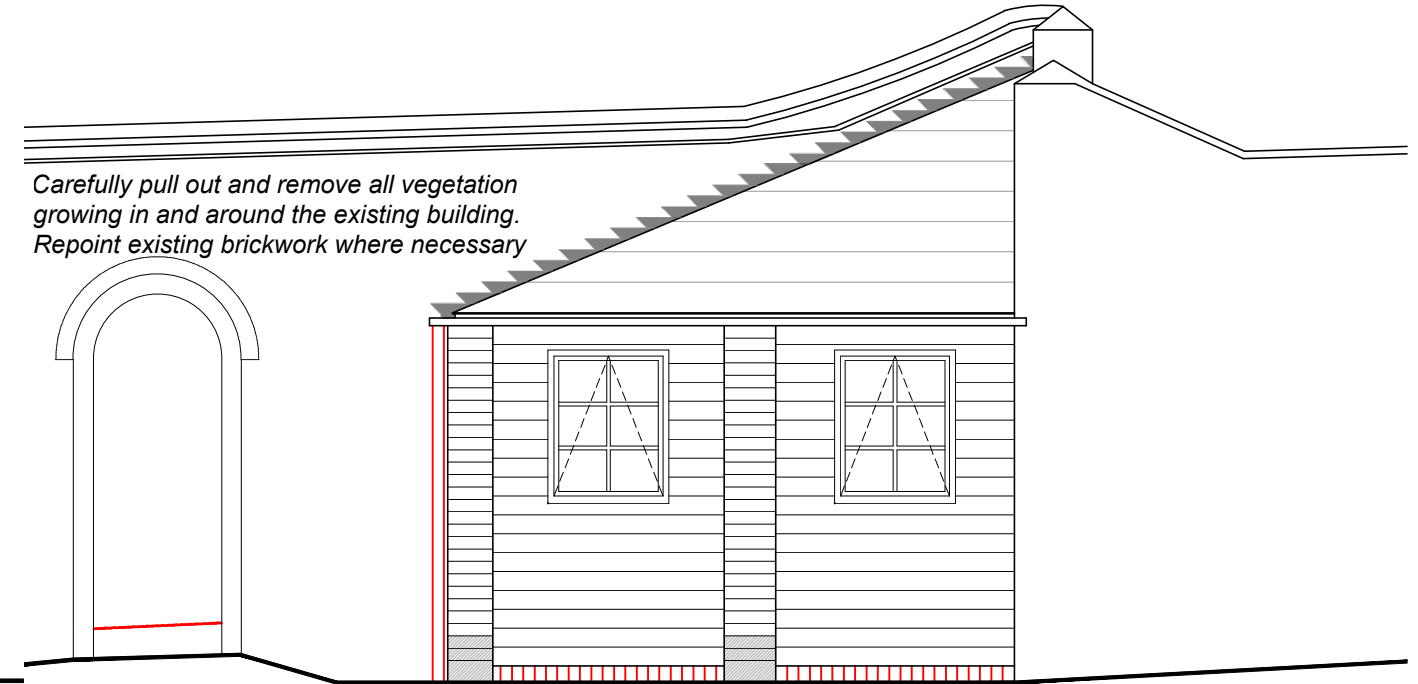 Carefully pull out and remove all vegetation
growing in and around the existing building.
Repoint existing brickwork where necessary